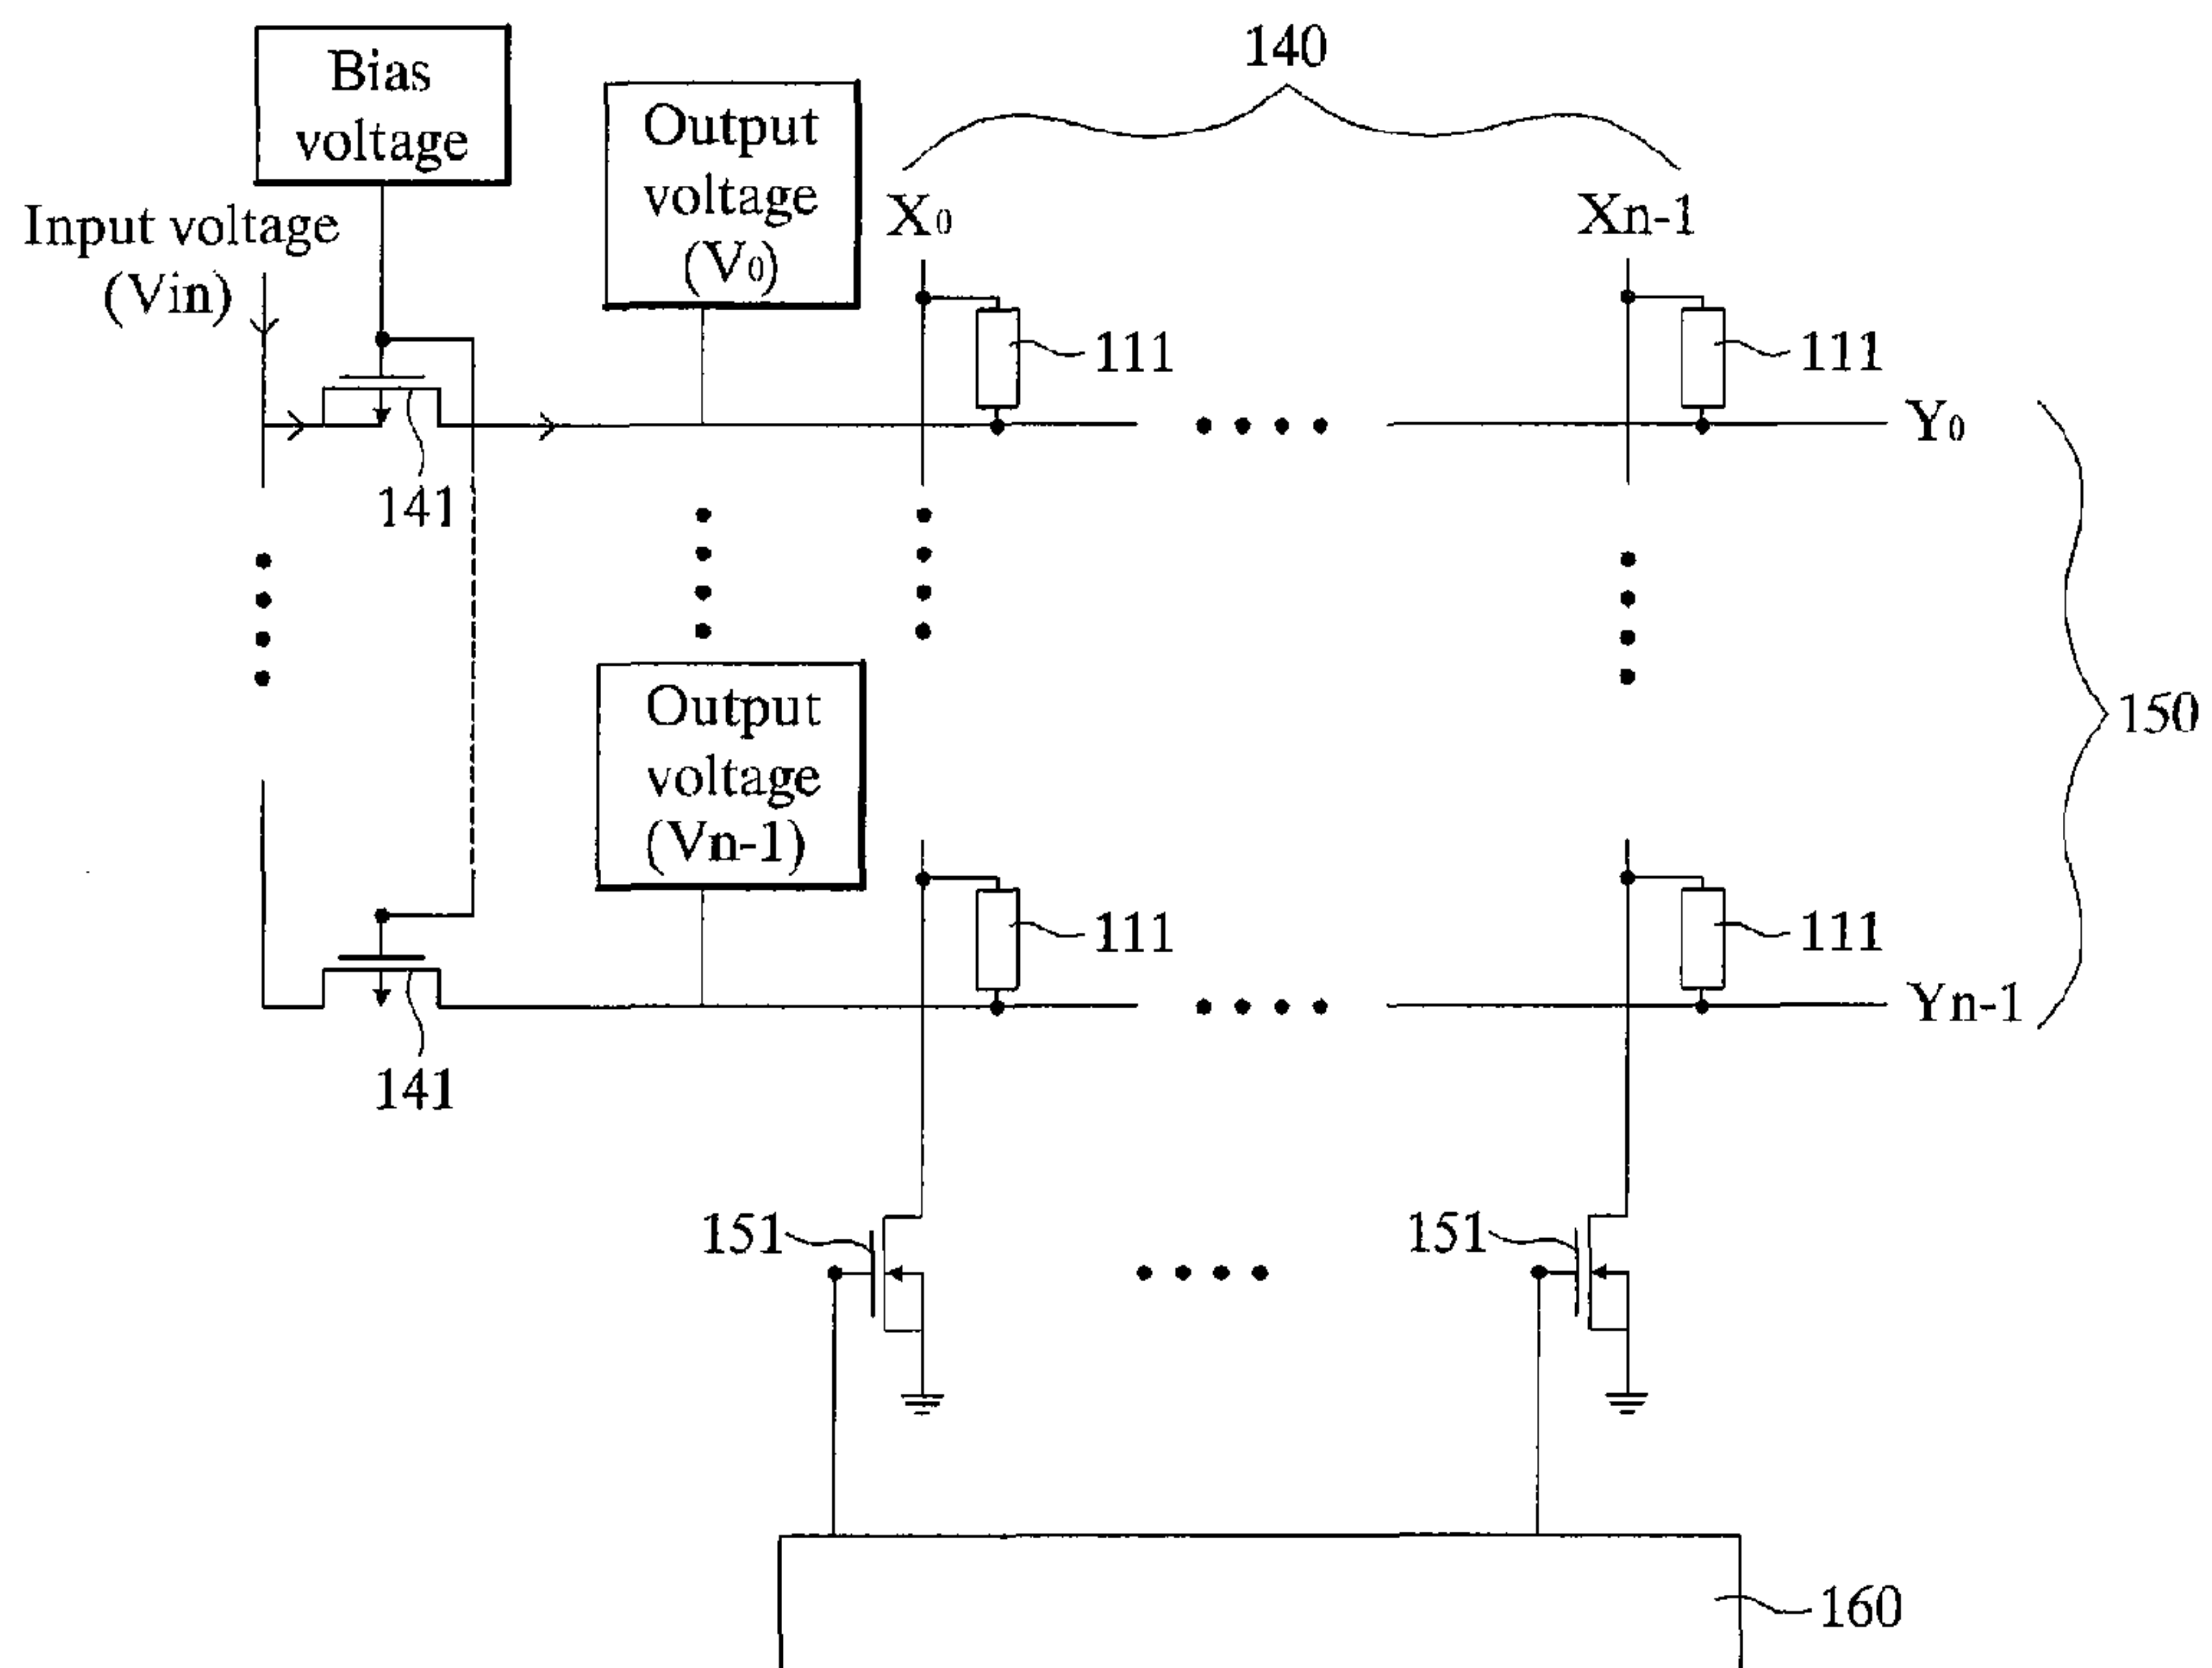 140
Bias
voltage
Output
voltage
(V0)
X0
Xn-1
Input voltage
(Vin)
111
111
Y0
141
Output
voltage
(Vn-1)
150
111
111
Yn-1
141
151
151
160